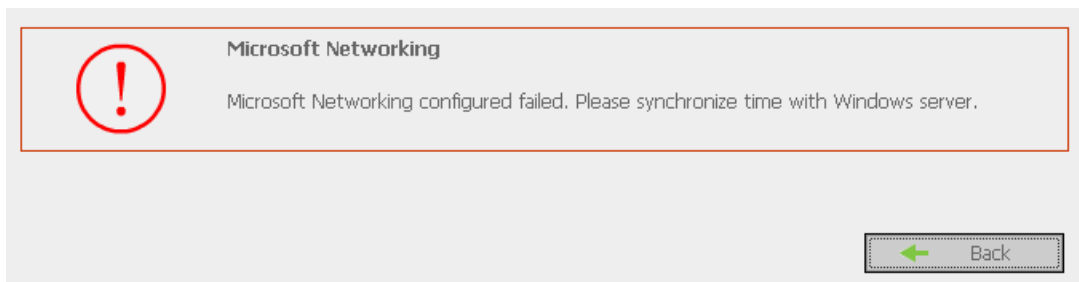 Microsoft Networking
Microsoft Networking configured failed. Please synchronize time with Windows server.
Back